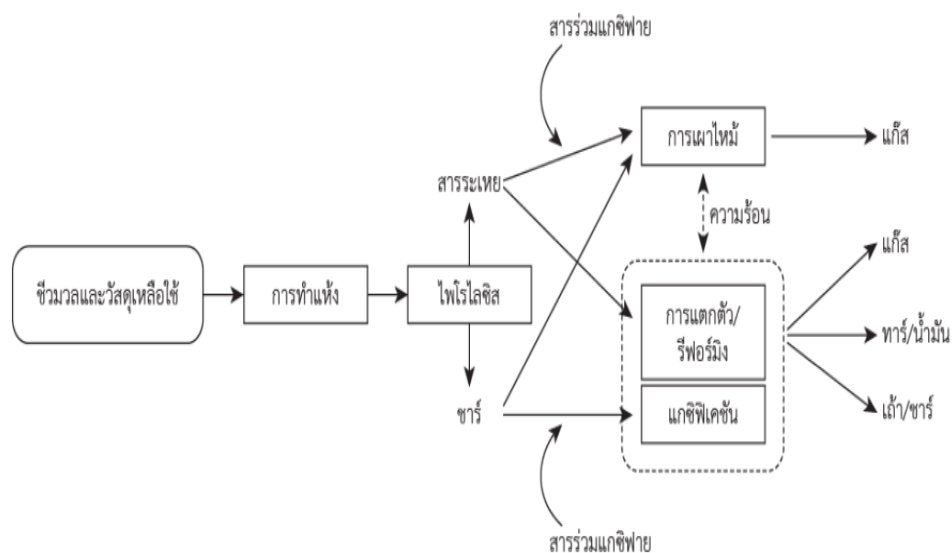 สารร่วมแกซิฟาย
การเผาไหม้
แก๊ส
สารระเหย
ความร้อน
แก๊ส
ชีวมวลและวัสดุเหลือใช้
การทำแห้ง
ไพโรไลซิส
การแตกตัว/
รีฟอร์มิง
ทาร์/น้ำมัน
ชาร์
แกซิฟิเคชัน
เถ้า/ชาร์
สารร่วมแกซิฟาย